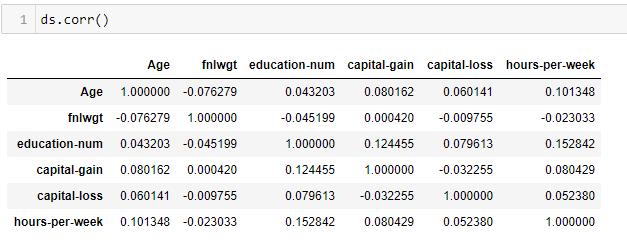 1 ds.corr()
Age fnlwgt education-num capital-gain capital-loss hours-per-week
Age 1.000000 -0.076279 0.043203 0.080162 0.060141 0.101348
fnlwgt -0.076279 1.000000 -0.045199 0.000420 -0.009755 -0.023033
education-num 0.043203 -0.045199 1.000000 0.124455 0.079613 0.152842
capital-gain 0.080162 0.000420 0.124455 1.000000 -0.032255 0.080429
capital-loss 0.060141 -0.009755 0.079613 -0.032255 1.000000 0.052380
hours-per-week 0.101348 -0.023033 0.152842 0.080429 0.052380 1.000000